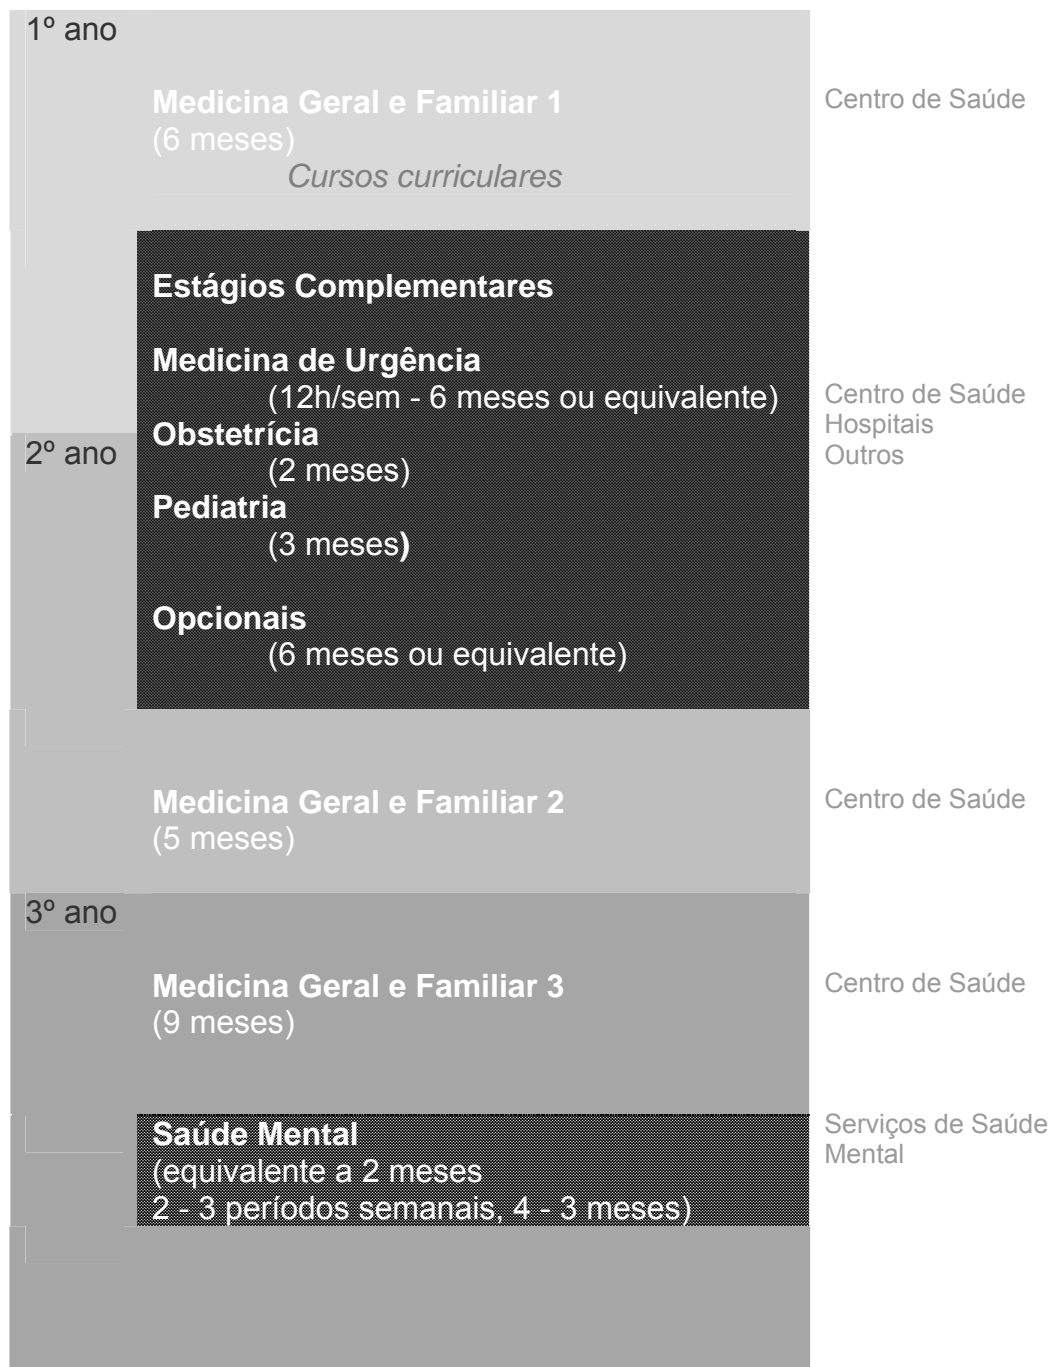 1º ano
Medicina Geral e Familiar 1
Centro de Saúde
(6 meses)
Cursos curriculares
Estágios Complementares
Medicina de Urgência
(12h/sem - 6 meses ou equivalente)
Centro de Saúde
Hospitais
Outros
Obstetrícia
2º ano
(2 meses)
Pediatria
(3 meses)
Opcionais
(6 meses ou equivalente)
Medicina Geral e Familiar 2
Centro de Saúde
(5 meses)
3º ano
Medicina Geral e Familiar 3
Centro de Saúde
(9 meses)
Saúde Mental
Serviços de Saúde
Mental
(equivalente a 2 meses
2 - 3 períodos semanais, 4 - 3 meses)